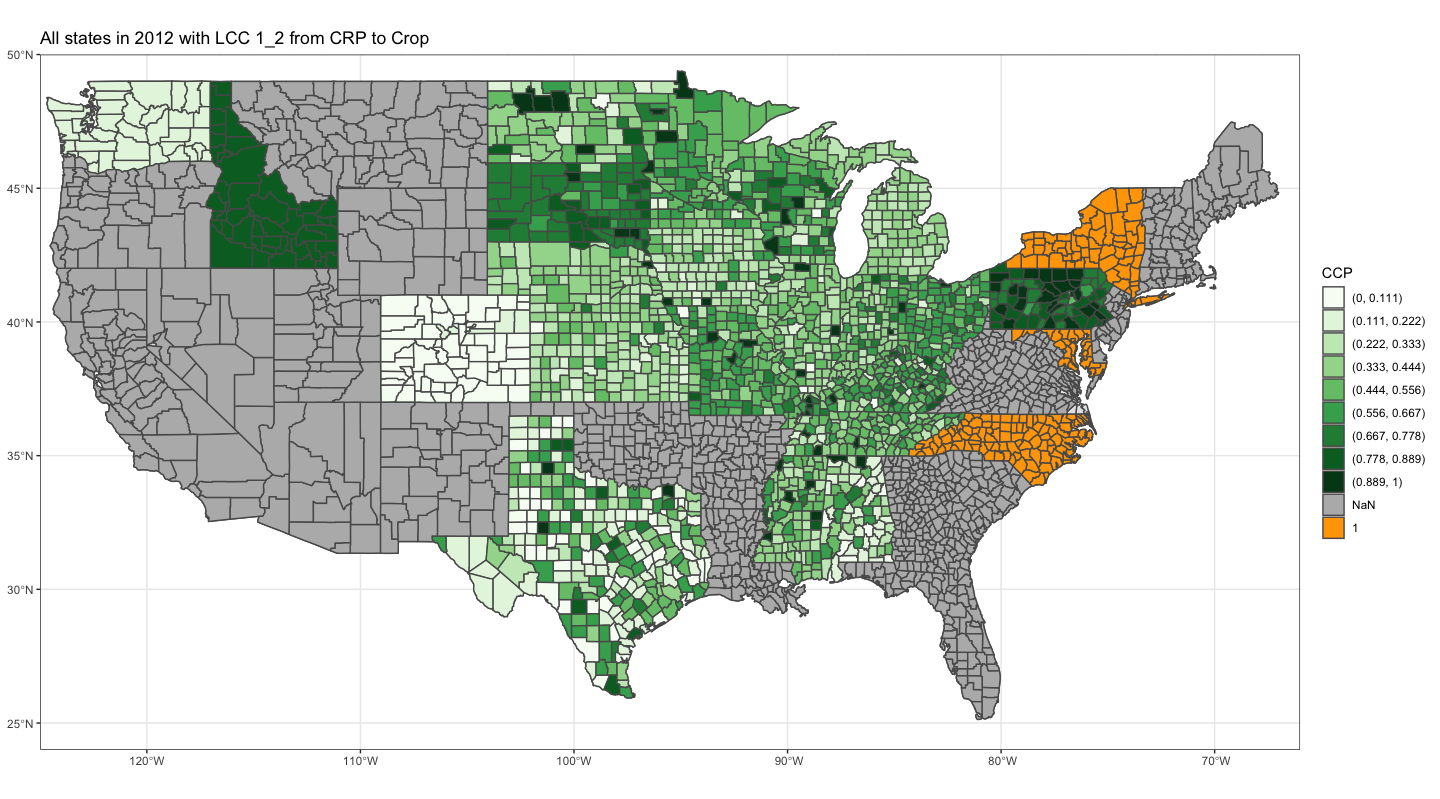 All states in 2012 with LCC 1_2 from CRP to Crop
50°N
45°N
40°N
35°N
30°N
25°N
120°W
110°W
100°W
90°W
80°W
70°W
CCP
(0, 0.111)
(0.111, 0.222)
(0.222, 0.333)
(0.333, 0.444)
(0.444, 0.556)
(0.556, 0.667)
(0.667, 0.778)
(0.778, 0.889)
(0.889, 1)
NaN
1